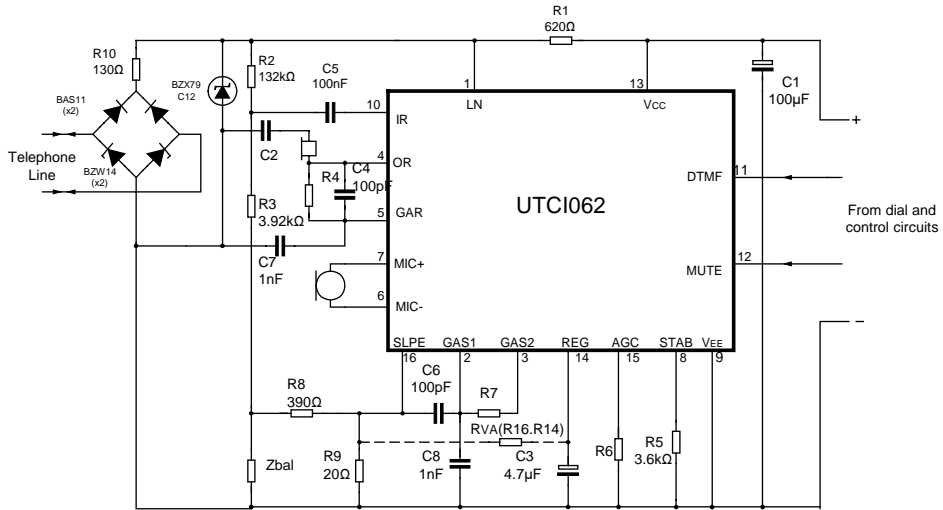 R1
620Ω
R10
130Ω
R2
132kΩ
C5
100nF
BZX79
C12
BAS11
(x2)
1
LN
13
VCC
C1
100µF
10
IR
+
C2
4
OR
Telephone
Line
BZW14
(x2)
R4
C4
100pF
DTMF
11
R3
3.92kΩ
5
GAR
UTCI062
From dial and
control circuits
C7
1nF
7
MIC+
MUTE
12
6
MIC-
SLPE
GAS1
GAS2
REG
AGC
STAB
VEE
16
2
3
14
15
8
9
–
C6
100pF
R8
390Ω
R7
RVA(R16.R14)
R9
20Ω
Zbal
C8
1nF
C3
4.7µF
R6
R5
3.6kΩ